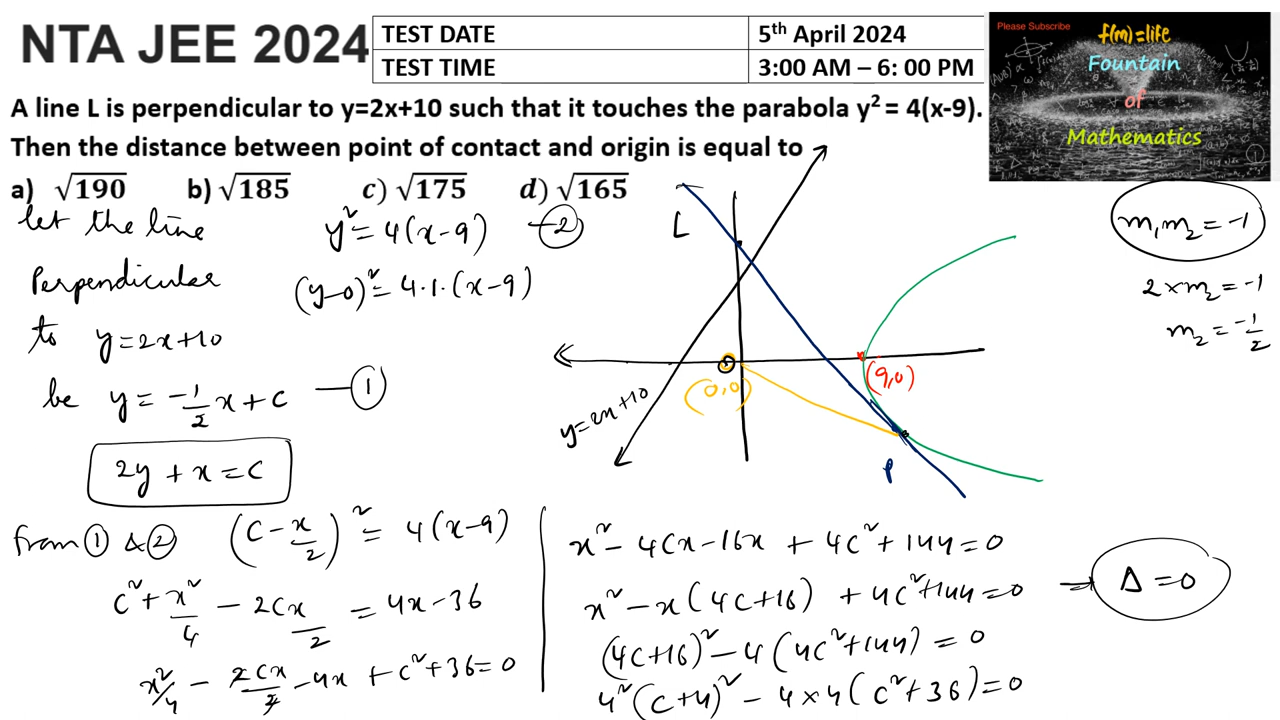 NTA JEE 2024
TEST DATE 5th April 2024
TEST TIME 3:00 AM – 6: 00 PM
Please Subscribe
f(m)=life
Fountain
of
Mathematics
A line L is perpendicular to y=2x+10 such that it touches the parabola y² = 4(x-9).
Then the distance between point of contact and origin is equal to
a) √190 b) √185 c) √175 d) √165
let the line
Perpendicular
to y=2x+10
be y = -1/2 x + c —①
2y + x = c
y² = 4(x-9) —②
(y-0)² = 4.1.(x-9)
L
y=2x+10
(0,0)
(9,0)
P
m₁m₂ = -1
2 × m₂ = -1
m₂ = -1/2
from ① & ② (c - x/2)² = 4(x-9)
c² + x²/4 - 2cx/2 = 4x - 36
x²/4 - 2cx/2 - 4x + c² + 36 = 0
x² - 4cx - 16x + 4c² + 144 = 0
x² - x(4c+16) + 4c²+144 = 0 → Δ = 0
(4c+16)² - 4(4c²+144) = 0
4²(c+4)² - 4×4(c²+36) = 0